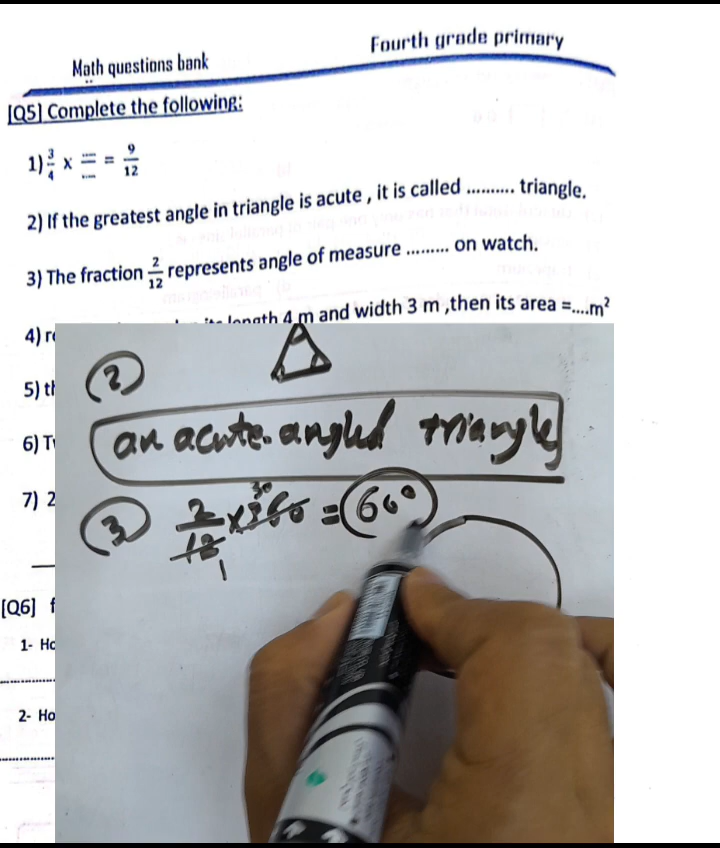 Math questions bank
Fourth grade primary
[Q5] Complete the following:
1) 3/4 x ---/--- = 9/12
2) If the greatest angle in triangle is acute , it is called .......... triangle.
3) The fraction 2/12 represents angle of measure ......... on watch.
4) r length 4 m and width 3 m ,then its area =....m²
5) t
6) T
7) 2
(2)
an acute-angled triangle
(3) 2/12 x 360 = 60°
30
1
[Q6] f
1- Ho
2- Ho